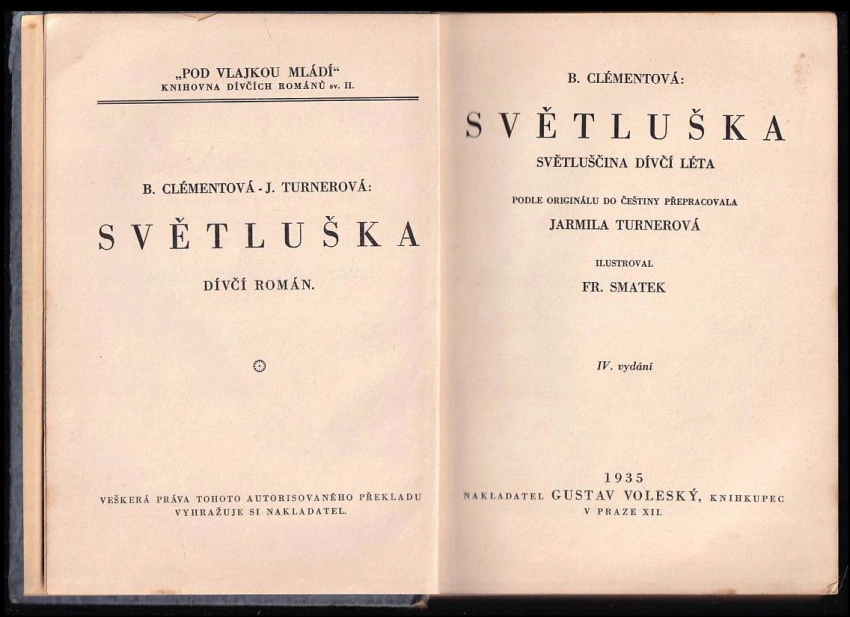 „POD VLAJKOU MLÁDÍ“
KNIHOVNA DÍVČÍCH ROMÁNŮ sv. II.
B. CLÉMENTOVÁ - J. TURNEROVÁ:
SVĚTLUŠKA
DÍVČÍ ROMÁN.
VEŠKERÁ PRÁVA TOHOTO AUTORISOVANÉHO PŘEKLADU
VYHRAŽUJE SI NAKLADATEL.
B. CLÉMENTOVÁ:
SVĚTLUŠKA
SVĚTLUŠČINA DÍVČÍ LÉTA
PODLE ORIGINÁLU DO ČEŠTINY PŘEPRACOVALA
JARMILA TURNEROVÁ
ILUSTROVAL
FR. SMATEK
IV. vydání
1935
NAKLADATEL GUSTAV VOLESKÝ, KNIHKUPEC
V PRAZE XII.